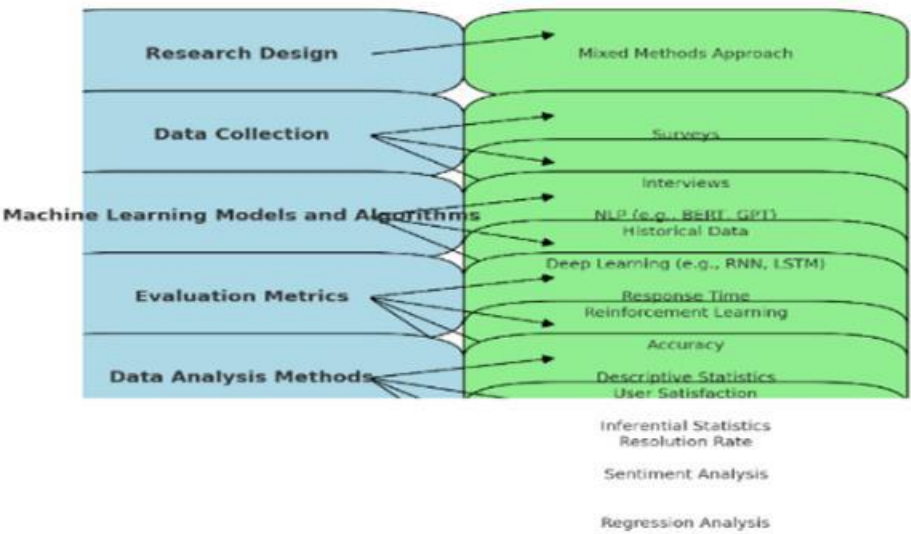 Research Design
Mixed Methods Approach
Data Collection
Surveys
Interviews
Machine Learning Models and Algorithms
NLP (e.g., BERT, GPT)
Historical Data
Deep Learning (e.g., RNN, LSTM)
Evaluation Metrics
Response Time
Reinforcement Learning
Accuracy
Data Analysis Methods
Descriptive Statistics
User Satisfaction
Inferential Statistics
Resolution Rate
Sentiment Analysis
Regression Analysis